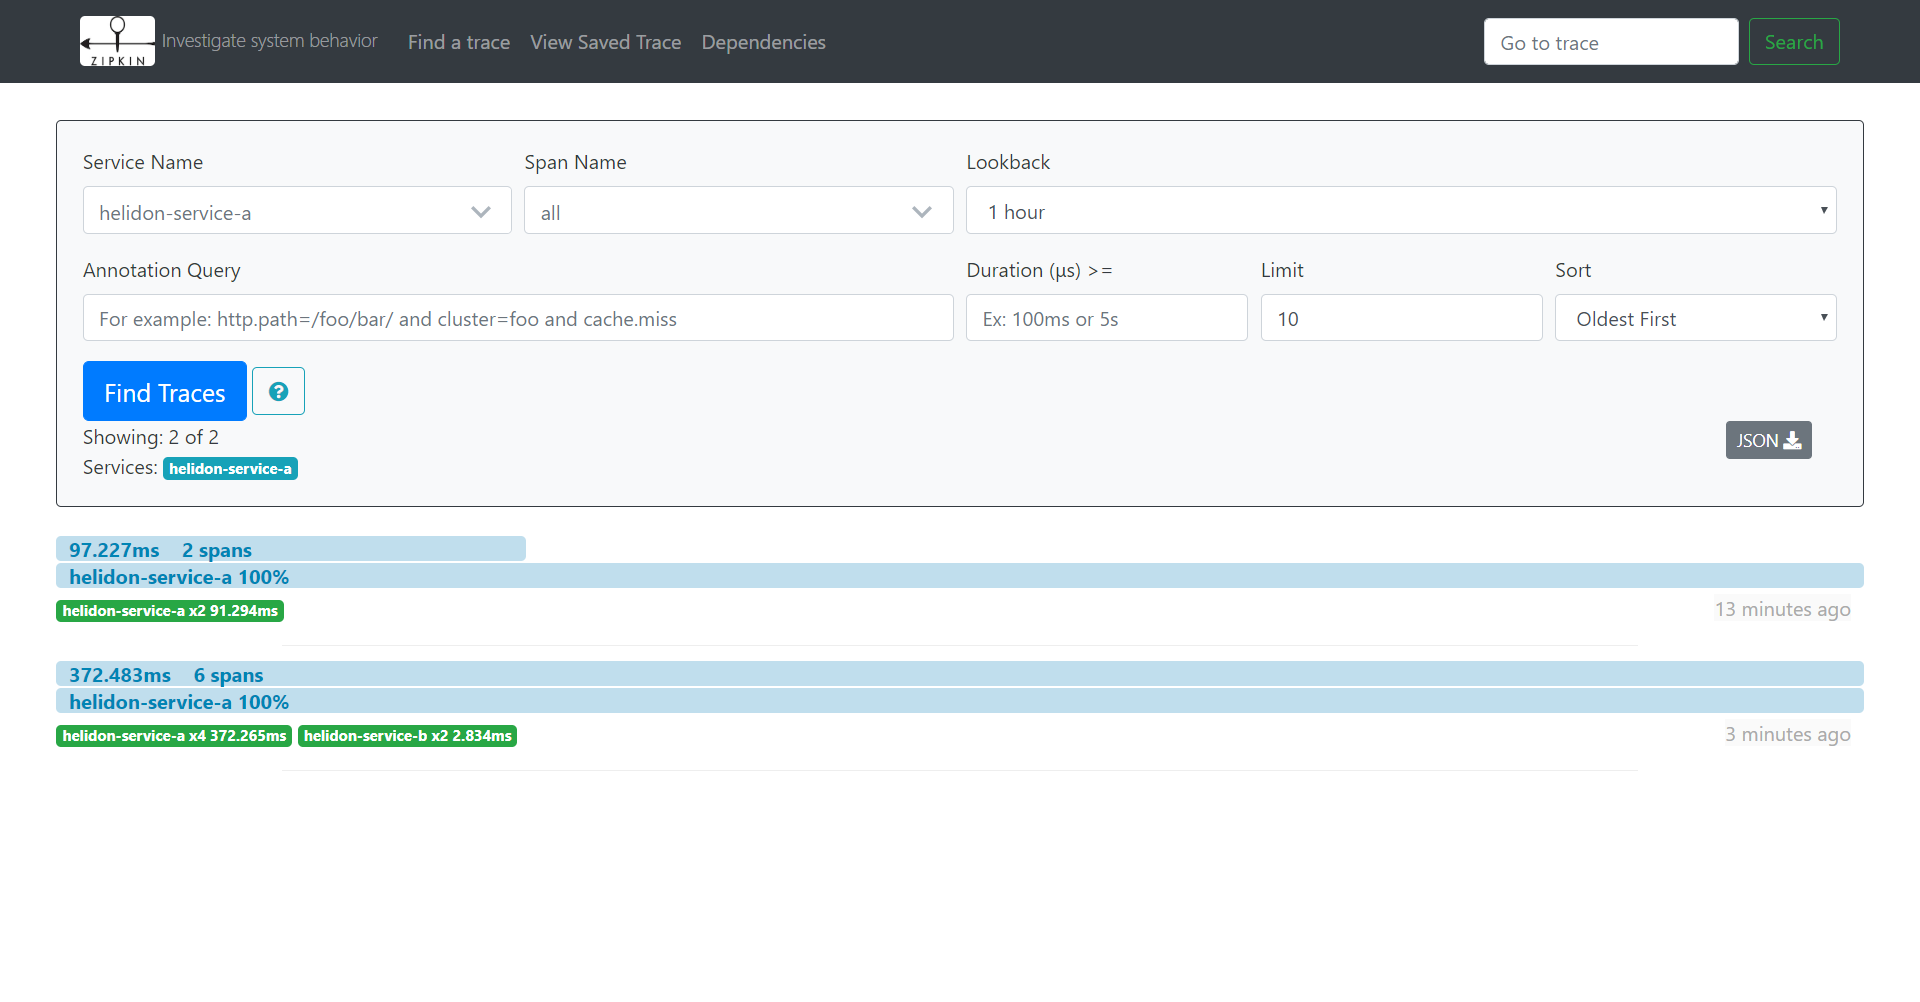 ZIPKIN Investigate system behavior Find a trace View Saved Trace Dependencies Go to trace Search
Service Name Span Name Lookback
helidon-service-a all 1 hour
Annotation Query Duration (µs) >= Limit Sort
For example: http.path=/foo/bar/ and cluster=foo and cache.miss Ex: 100ms or 5s 10 Oldest First
Find Traces ?
Showing: 2 of 2 JSON
Services: helidon-service-a
97.227ms 2 spans
helidon-service-a 100%
helidon-service-a x2 91.294ms 13 minutes ago
372.483ms 6 spans
helidon-service-a 100%
helidon-service-a x4 372.265ms helidon-service-b x2 2.834ms 3 minutes ago